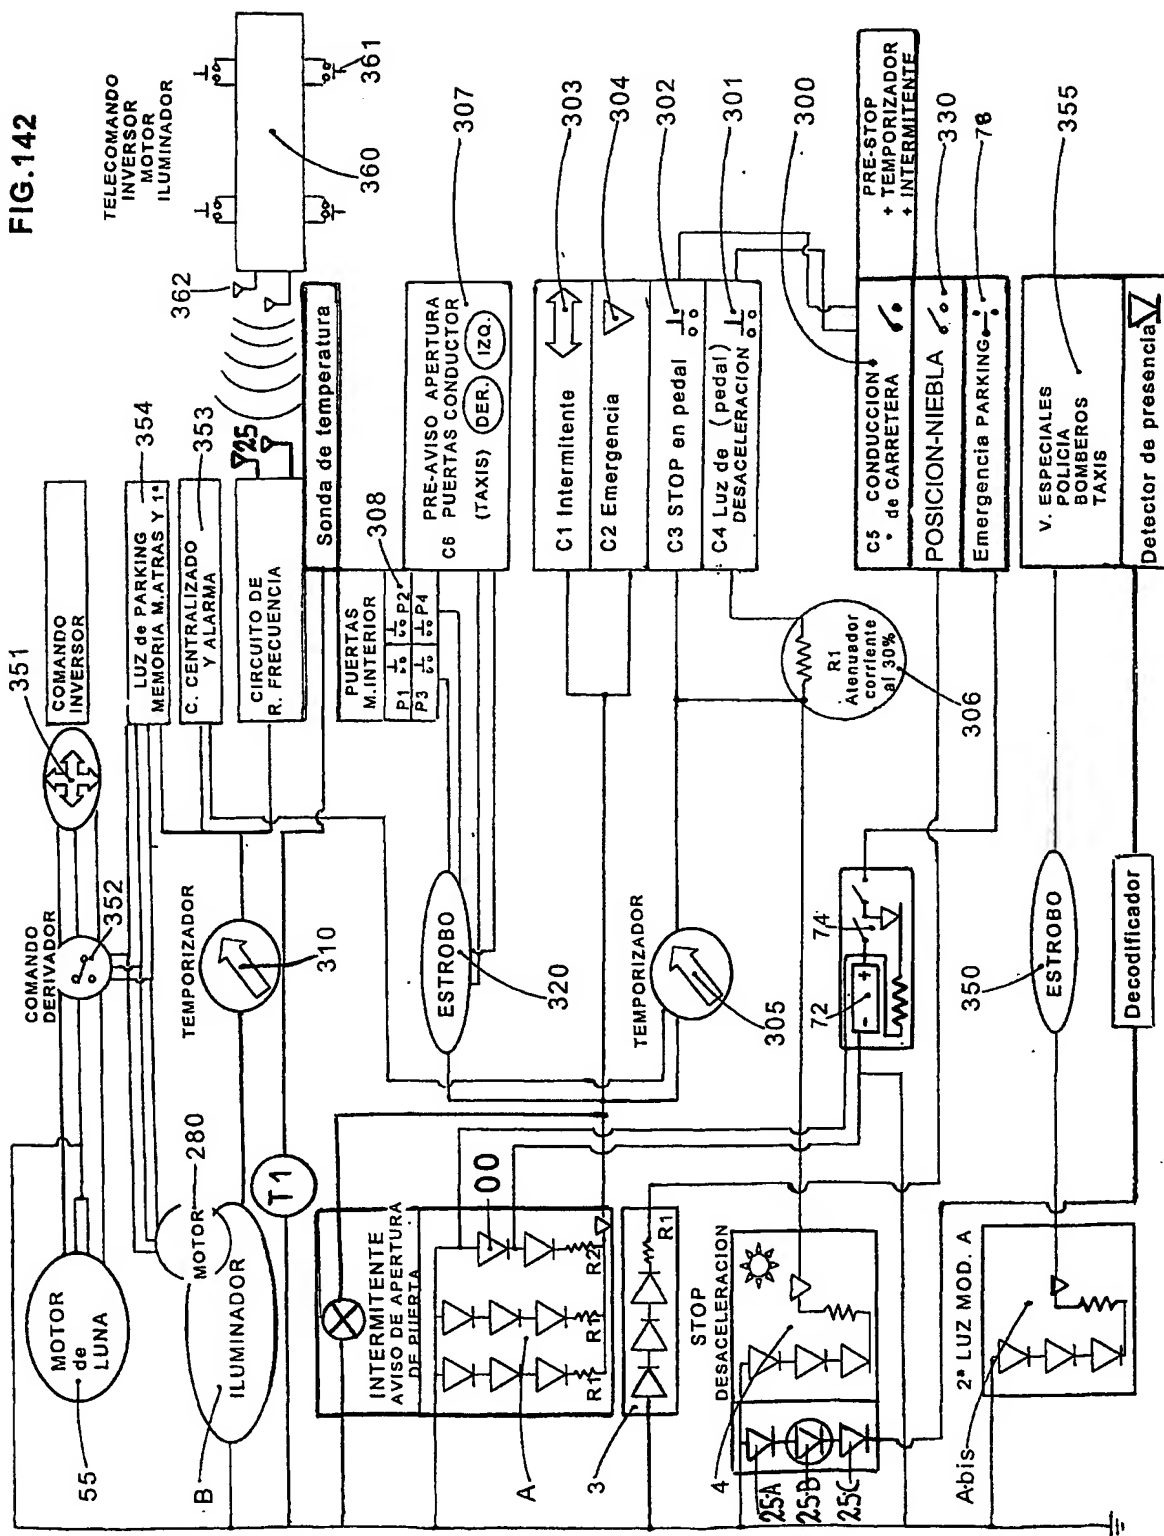 FIG.142
TELECOMANDO
INVERSOR
MOTOR
ILUMINADOR
360
361
362
COMANDO
INVERSOR
351
COMANDO
DERIVADOR
352
LUZ de PARKING
MEMORIA M.ATRAS Y 1ª
354
C. CENTRALIZADO
Y ALARMA
353
CIRCUITO DE
R. FRECUENCIA
25
Sonda de temperatura
TEMPORIZADOR
310
MOTOR
de
LUNA
55
MOTOR
280
ILUMINADOR
B
T1
PUERTAS
M.INTERIOR
308
P1
P2
P3
P4
PRE-AVISO APERTURA
C6 PUERTAS CONDUCTOR
(TAXIS)
DER.
IZQ.
307
ESTROBO
320
C1 Intermitente
303
C2 Emergencia
304
C3 STOP en pedal
302
C4 Luz de (pedal)
DESACELERACION
301
TEMPORIZADOR
305
R1
Atenuador
corriente
al 30%
306
INTERMITENTE
AVISO DE APERTURA
DE PUERTA
00
R1
R1
R2
A
3
R1
300
PRE-STOP
+ TEMPORIZADOR
+ INTERMITENTE
C5 CONDUCCION
• de CARRETERA
POSICION-NIEBLA
330
Emergencia PARKING
78
74
72
+
-
STOP
DESACELERACION
4
25A
25B
25C
V. ESPECIALES
POLICIA
BOMBEROS
TAXIS
355
Detector de presencia
ESTROBO
350
Decodificador
2ª LUZ MOD. A
Abis